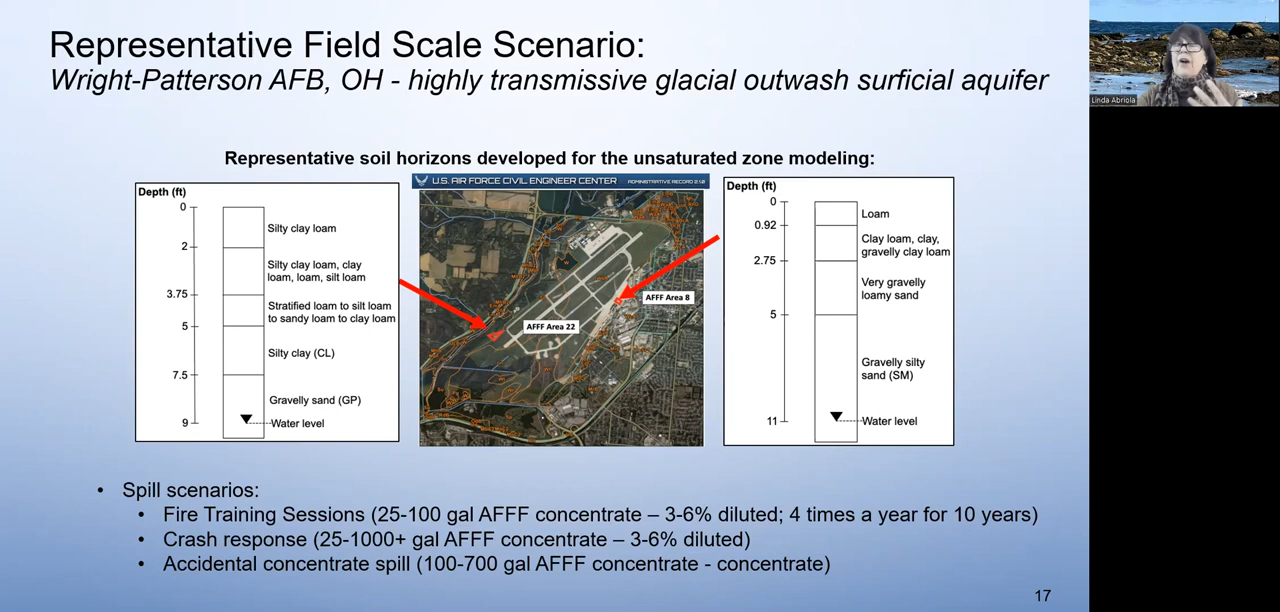 Representative Field Scale Scenario:
Wright-Patterson AFB, OH - highly transmissive glacial outwash surficial aquifer
Linda Abriola
Representative soil horizons developed for the unsaturated zone modeling:
Depth (ft)
0
Silty clay loam
2
Silty clay loam, clay
loam, loam, silt loam
3.75
Stratified loam to silt loam
to sandy loam to clay loam
5
Silty clay (CL)
7.5
Gravelly sand (GP)
9
Water level
U.S. AIR FORCE CIVIL ENGINEER CENTER
AFFF Area 8
AFFF Area 22
Depth (ft)
0
Loam
0.92
Clay loam, clay,
gravelly clay loam
2.75
Very gravelly
loamy sand
5
Gravelly silty
sand (SM)
11
Water level
• Spill scenarios:
• Fire Training Sessions (25-100 gal AFFF concentrate – 3-6% diluted; 4 times a year for 10 years)
• Crash response (25-1000+ gal AFFF concentrate – 3-6% diluted)
• Accidental concentrate spill (100-700 gal AFFF concentrate - concentrate)
17